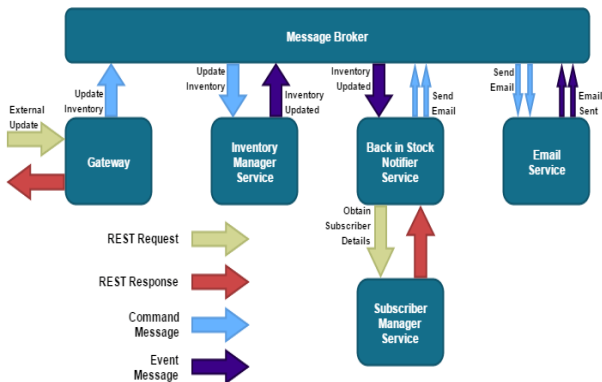 Message Broker
Update
Inventory
Update
Inventory
Inventory
Updated
Inventory
Updated
Send
Email
Send
Email
Email
Sent
External
Update
Gateway
Inventory
Manager
Service
Back in Stock
Notifier
Service
Email
Service
Obtain
Subscriber
Details
REST Request
REST Response
Command
Message
Event
Message
Subscriber
Manager
Service